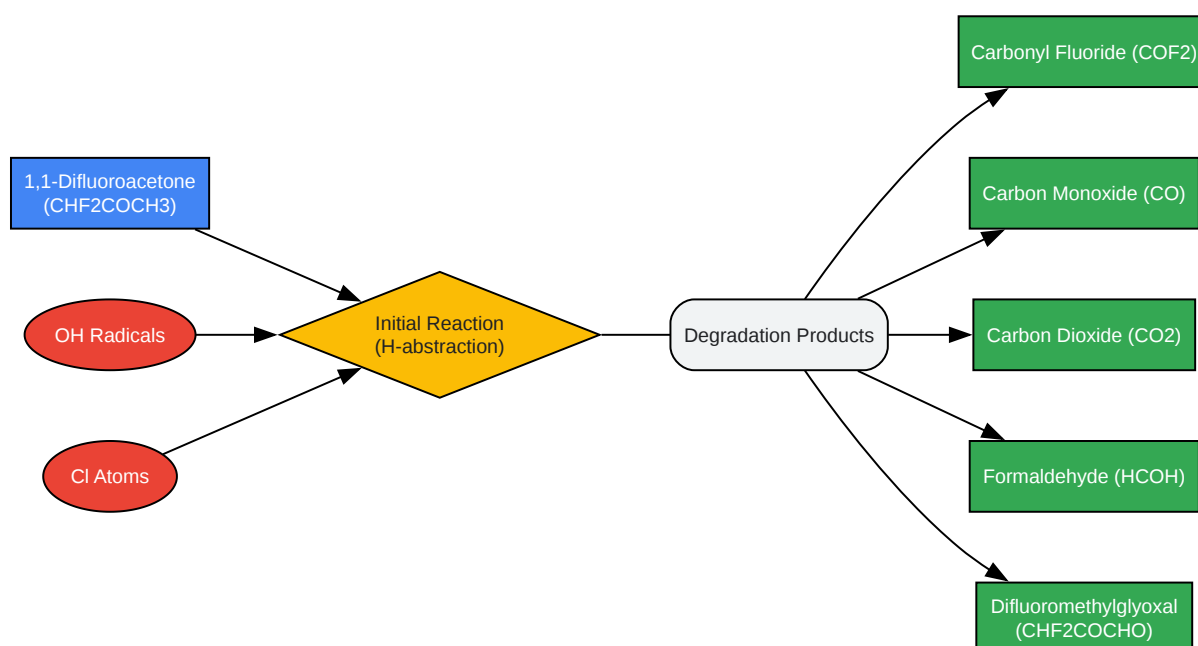 Carbonyl Fluoride (COF2)
1,1-Difluoroacetone
(CHF2COCH3)
Carbon Monoxide (CO)
OH Radicals
Initial Reaction
(H-abstraction)
Degradation Products
Carbon Dioxide (CO2)
Cl Atoms
Formaldehyde (HCOH)
Difluoromethylglyoxal
(CHF2COCHO)